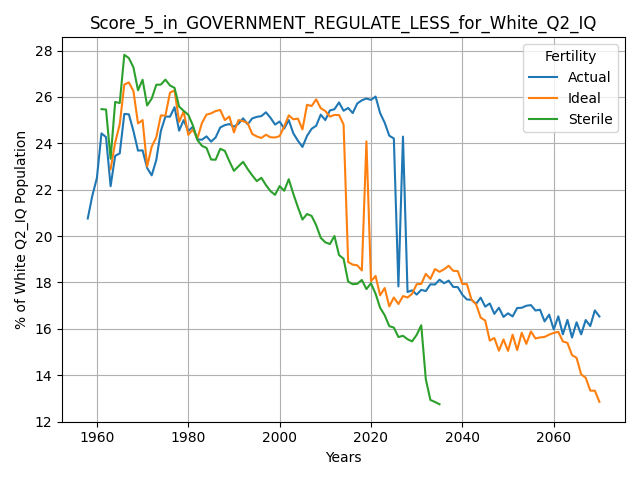 Score_5_in_GOVERNMENT_REGULATE_LESS_for_White_Q2_IQ
Fertility
Actual
Ideal
Sterile
% of White Q2_IQ Population
28
26
24
22
20
18
16
14
12
1960
1980
2000
2020
2040
2060
Years